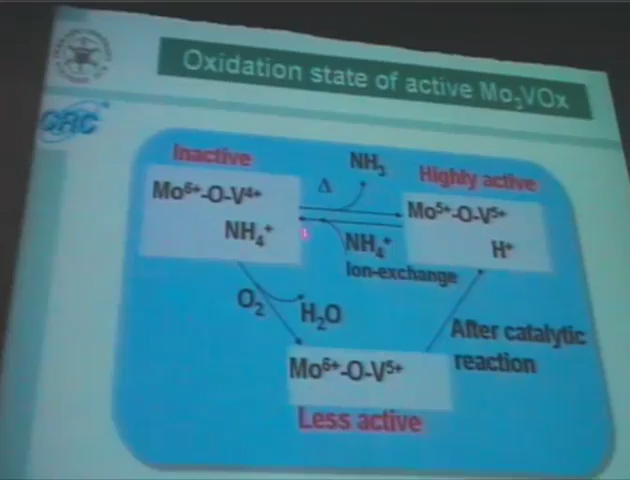 Oxidation state of active Mo₃VOx
CRC
Inactive
NH₃
Highly active
Δ
Mo⁶⁺-O-V⁴⁺
Mo⁵⁺-O-V⁵⁺
NH₄⁺
NH₄⁺
H⁺
Ion-exchange
O₂
H₂O
After catalytic
reaction
Mo⁶⁺-O-V⁵⁺
Less active